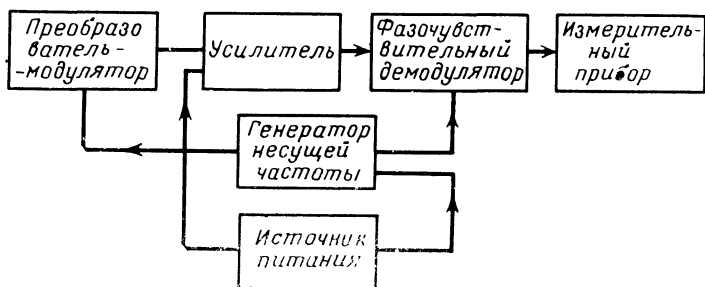 Преобразо
ватель-
-модулятор
Усилитель
Фазочувст-
вительный
демодулятор
Измеритель-
ный
прибор
Генератор
несущей
частоты
Источник
питания